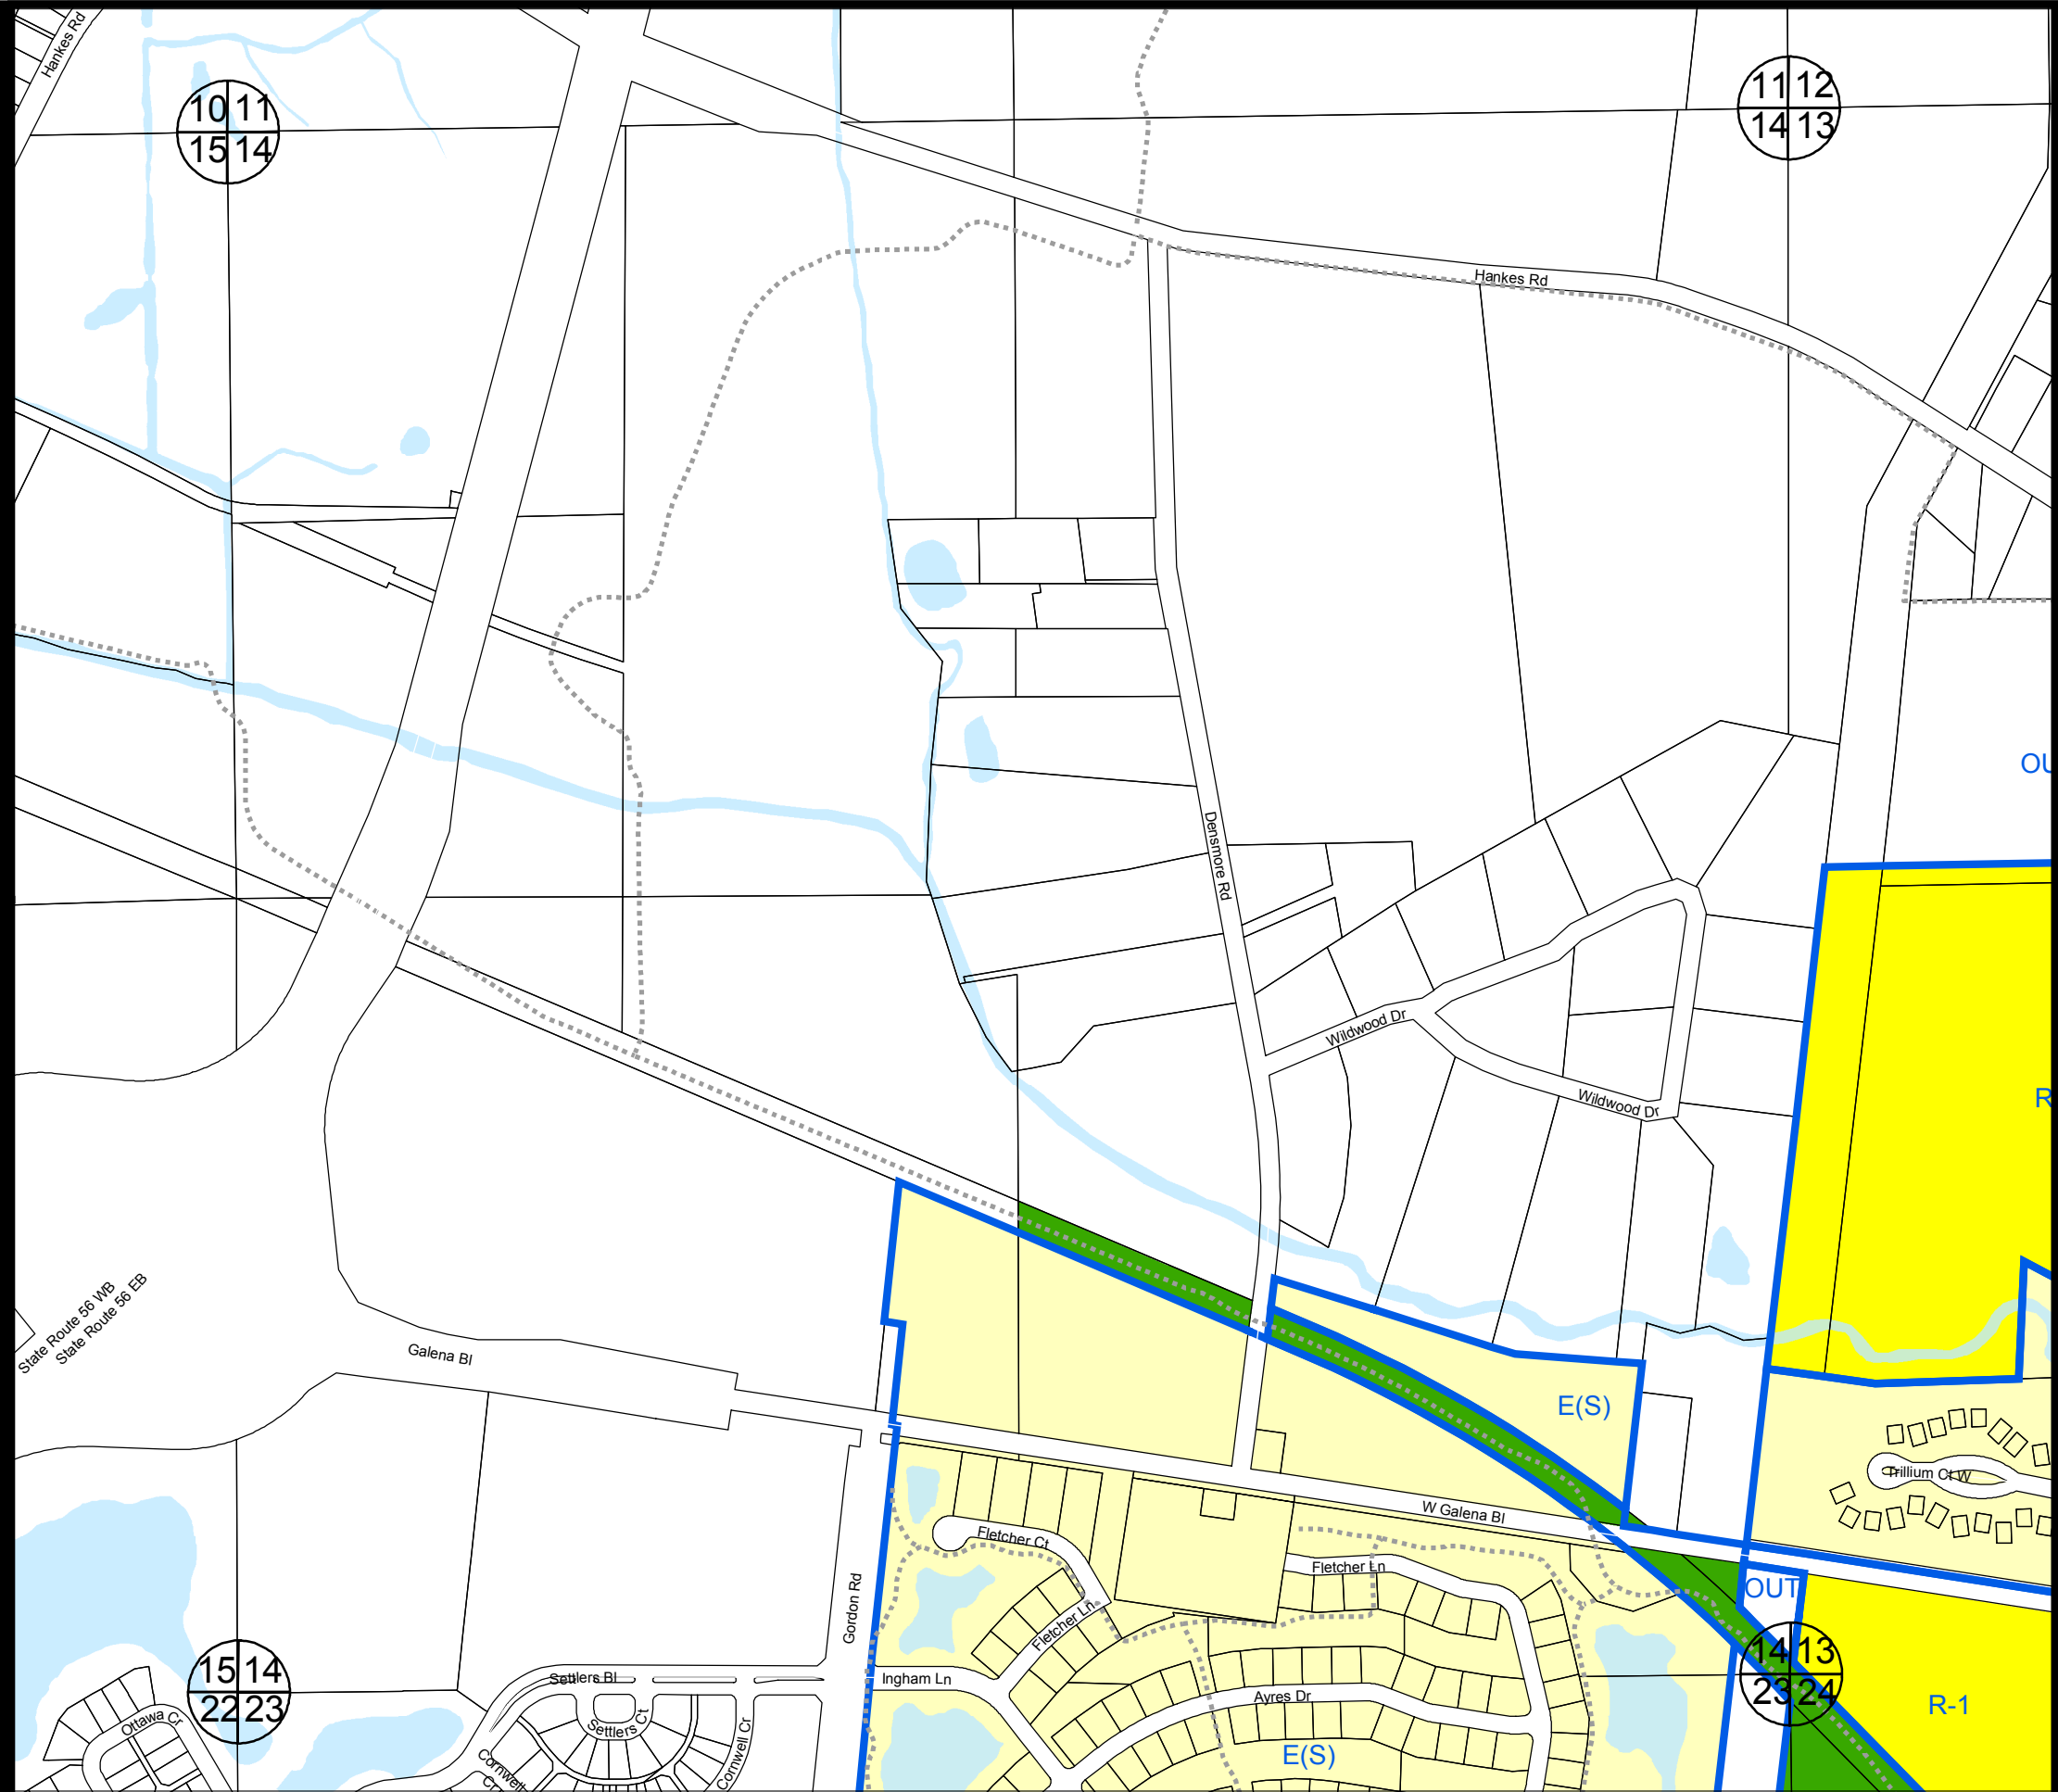 Hankes Rd
10 11
15 14
11 12
14 13
Hankes Rd
OU
Densmore Rd
Wildwood Dr
Wildwood Dr
R
State Route 56 WB
State Route 56 EB
Galena Bl
E(S)
Trillium Ct W
W Galena Bl
Fletcher Ct
Fletcher Ln
OUT
Gordon Rd
Fletcher Ln
15 14
22 23
14 13
23 24
Settlers Bl
Ingham Ln
Ayres Dr
R-1
Ottawa Cr
Settlers Ct
Cornwell Cr
Cornwell Cr
E(S)